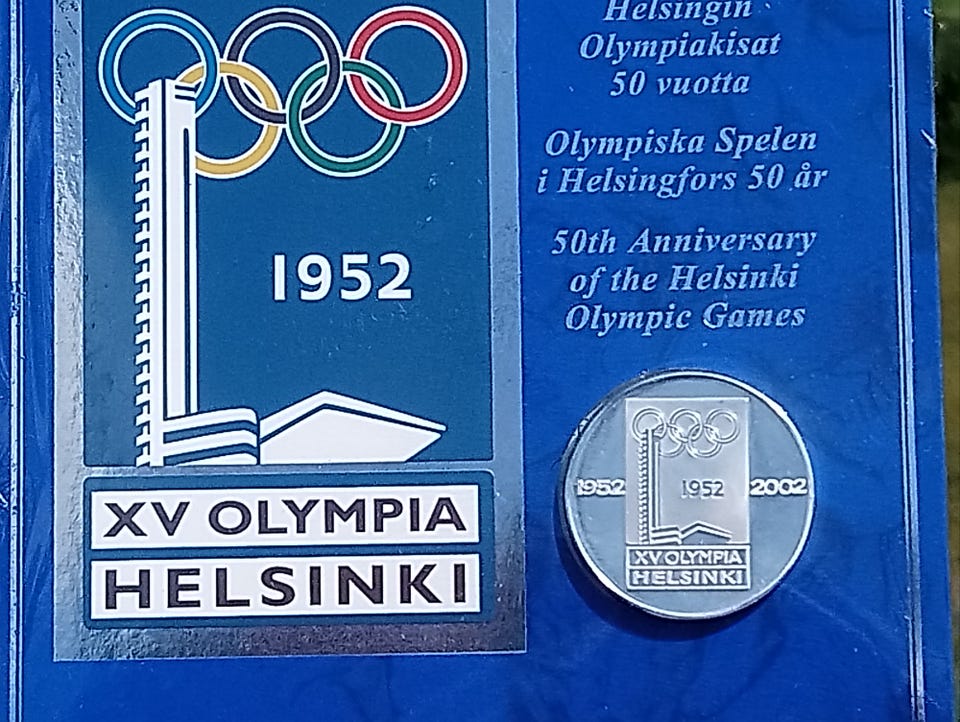 Helsingin
Olympiakisat
50 vuotta
Olympiska Spelen
i Helsingfors 50 år
50th Anniversary
of the Helsinki
Olympic Games
1952
XV OLYMPIA
HELSINKI
1952
1952
2002
XV OLYMPIA
HELSINKI